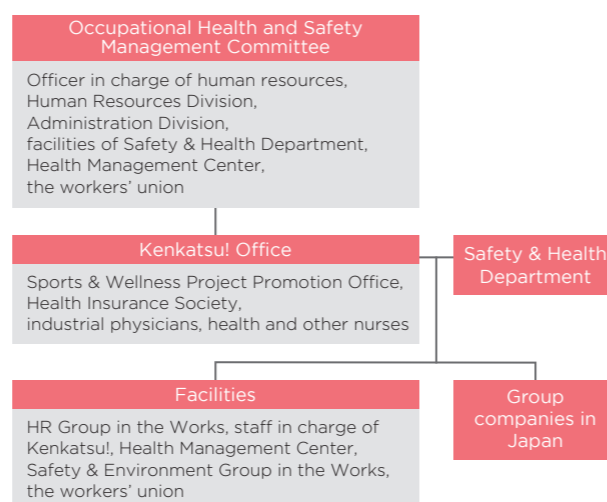 Occupational Health and Safety
Management Committee
Officer in charge of human resources,
Human Resources Division,
Administration Division,
facilities of Safety & Health Department,
Health Management Center,
the workers’ union
Kenkatsu! Office
Sports & Wellness Project Promotion Office,
Health Insurance Society,
industrial physicians, health and other nurses
Safety & Health
Department
Facilities
HR Group in the Works, staff in charge of
Kenkatsu!, Health Management Center,
Safety & Environment Group in the Works,
the workers’ union
Group
companies in
Japan